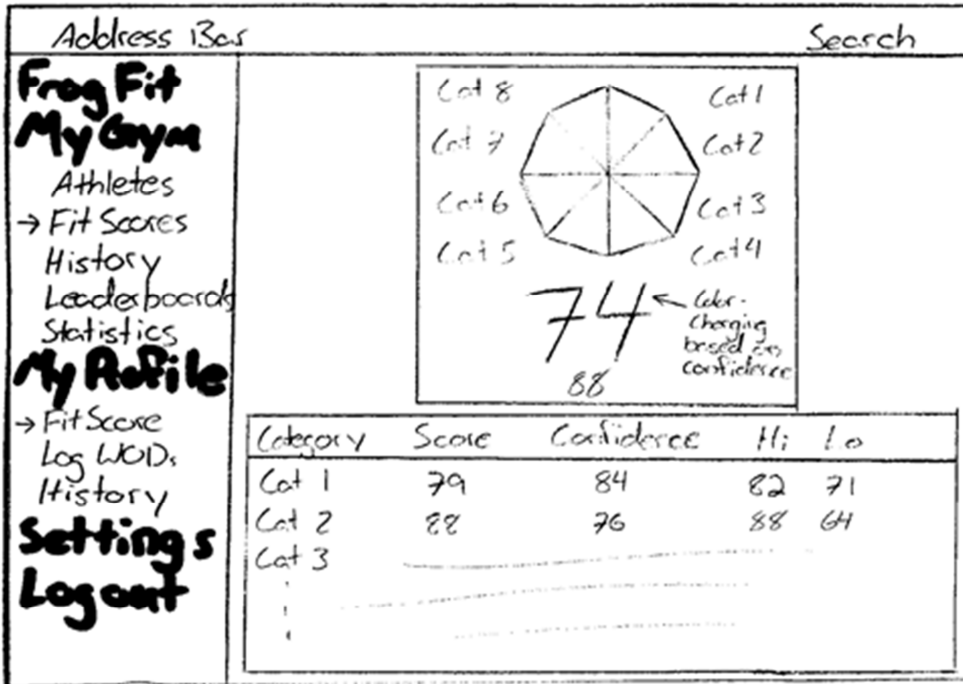 Address Bar
Search
Frog Fit
My Gym
Athletes
→ Fit Scores
History
Leaderboards
Statistics
My Profile
→ Fit Score
Log WODs
History
Settings
Logout
Cat 8
Cat 1
Cat 7
Cat 2
Cat 6
Cat 3
Cat 5
Cat 4
74
← Color-
Changing
based on
confidence
88
Category Score Confidence Hi Lo
Cat 1 79 84 82 71
Cat 2 88 76 88 64
Cat 3